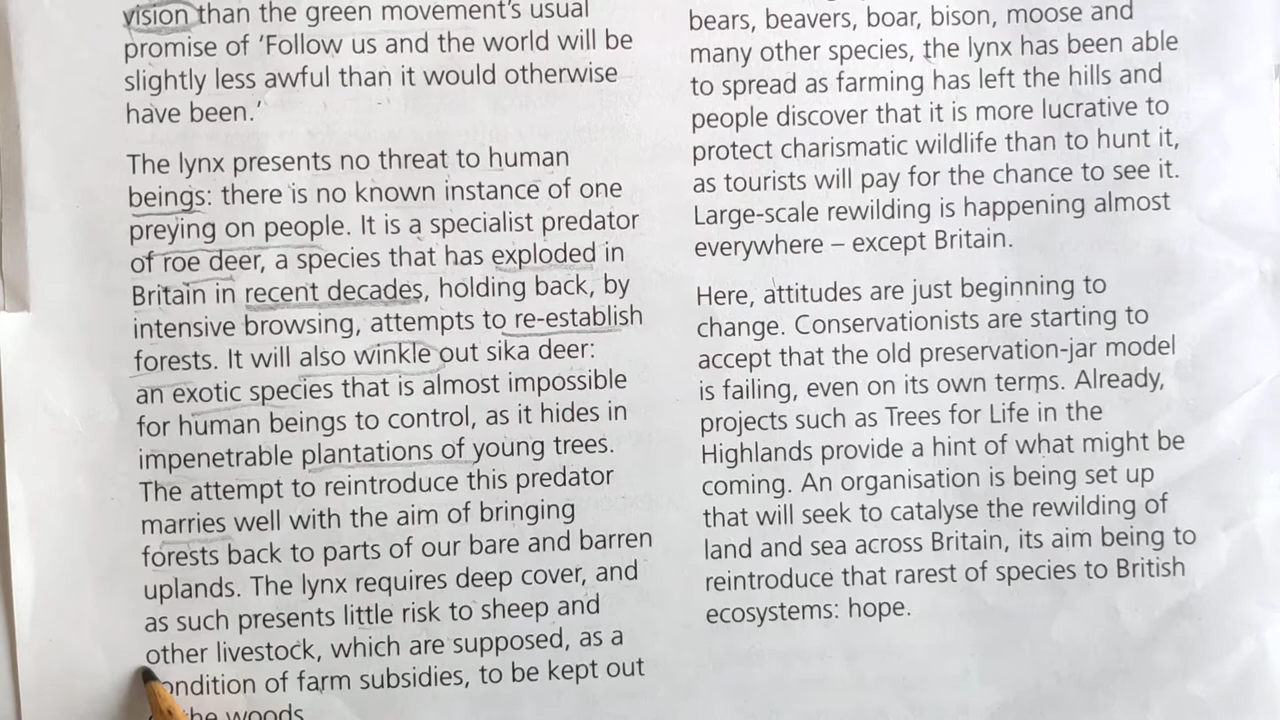 vision than the green movement's usual
promise of 'Follow us and the world will be
slightly less awful than it would otherwise
have been.'
The lynx presents no threat to human
beings: there is no known instance of one
preying on people. It is a specialist predator
of roe deer, a species that has exploded in
Britain in recent decades, holding back, by
intensive browsing, attempts to re-establish
forests. It will also winkle out sika deer:
an exotic species that is almost impossible
for human beings to control, as it hides in
impenetrable plantations of young trees.
The attempt to reintroduce this predator
marries well with the aim of bringing
forests back to parts of our bare and barren
uplands. The lynx requires deep cover, and
as such presents little risk to sheep and
other livestock, which are supposed, as a
condition of farm subsidies, to be kept out
the woods
bears, beavers, boar, bison, moose and
many other species, the lynx has been able
to spread as farming has left the hills and
people discover that it is more lucrative to
protect charismatic wildlife than to hunt it,
as tourists will pay for the chance to see it.
Large-scale rewilding is happening almost
everywhere – except Britain.
Here, attitudes are just beginning to
change. Conservationists are starting to
accept that the old preservation-jar model
is failing, even on its own terms. Already,
projects such as Trees for Life in the
Highlands provide a hint of what might be
coming. An organisation is being set up
that will seek to catalyse the rewilding of
land and sea across Britain, its aim being to
reintroduce that rarest of species to British
ecosystems: hope.